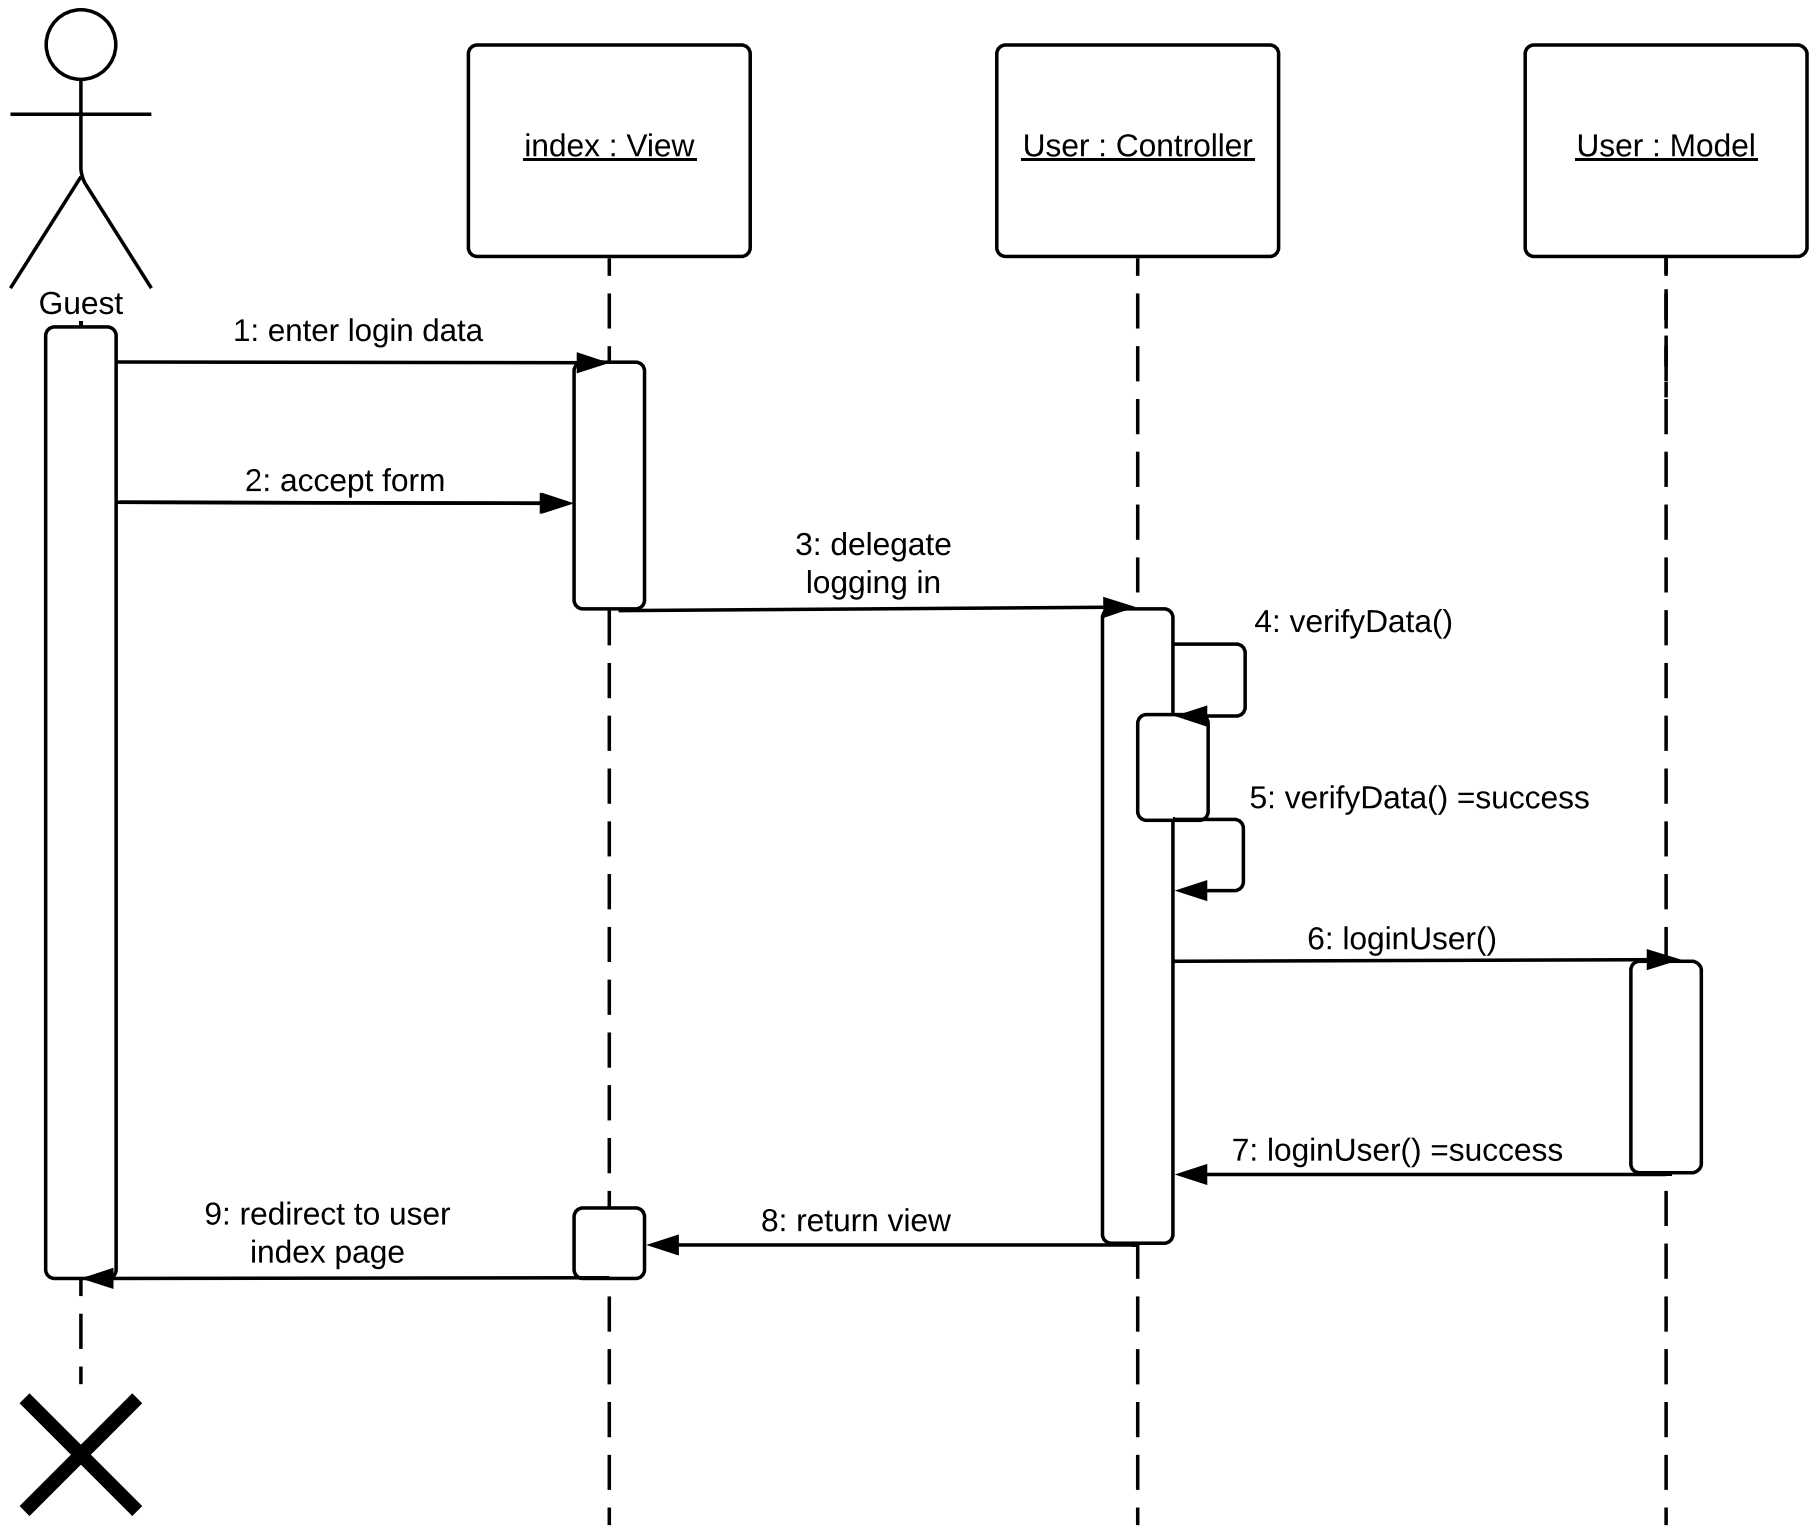 index : View
User : Controller
User : Model
Guest
1: enter login data
2: accept form
3: delegate
logging in
4: verifyData()
5: verifyData() =success
6: loginUser()
7: loginUser() =success
8: return view
9: redirect to user
index page